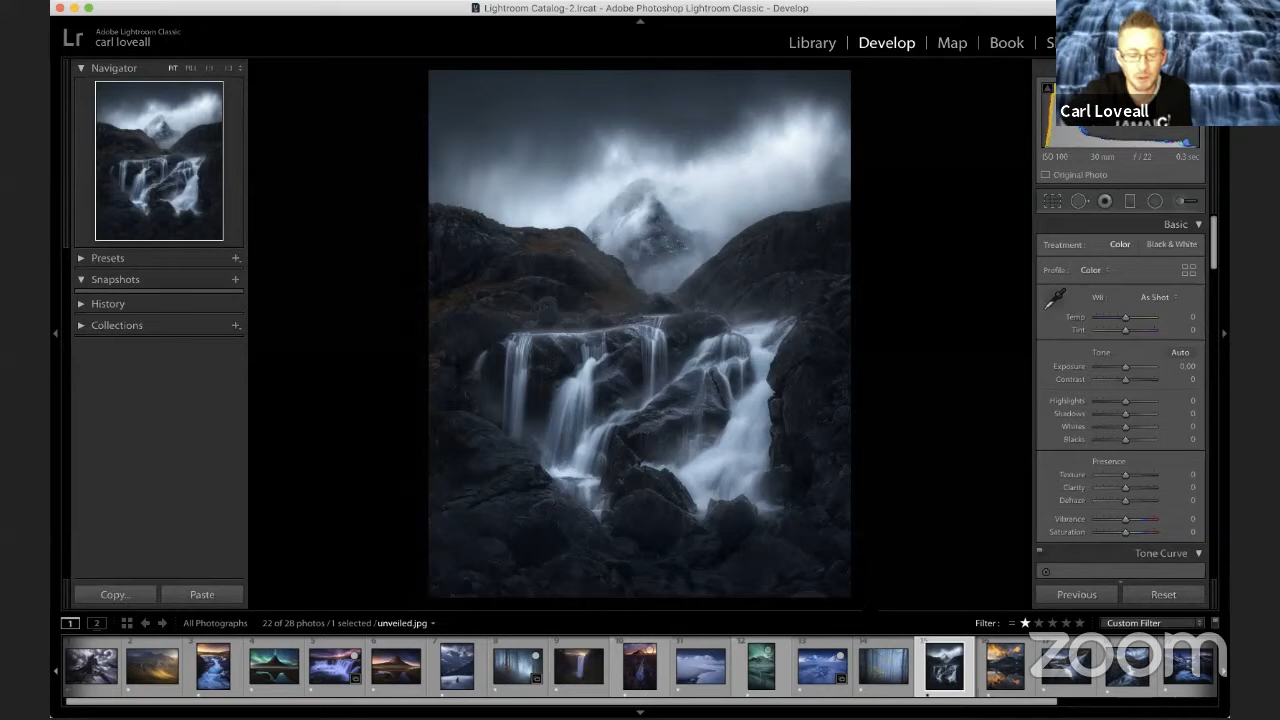 Lightroom Catalog-2.lrcat - Adobe Photoshop Lightroom Classic - Develop
Lr
Adobe Lightroom Classic
carl loveall
Library
Develop
Map
Book
Carl Loveall
Navigator
FIT
Presets
Snapshots
History
Collections
Copy...
Paste
ISO 100
30 mm
f / 22
0.3 sec
Original Photo
Basic
Treatment :
Color
Black & White
Profile :
Color
As Shot
Temp
0
Tint
0
Tone
Auto
Exposure
0.00
Contrast
0
Highlights
0
Shadows
0
Whites
0
Blacks
0
Presence
Texture
0
Clarity
0
Dehaze
0
Vibrance
0
Saturation
0
Tone Curve
Previous
Reset
1
2
All Photographs
22 of 28 photos / 1 selected / unveiled.jpg
Filter :
Custom Filter
zoom